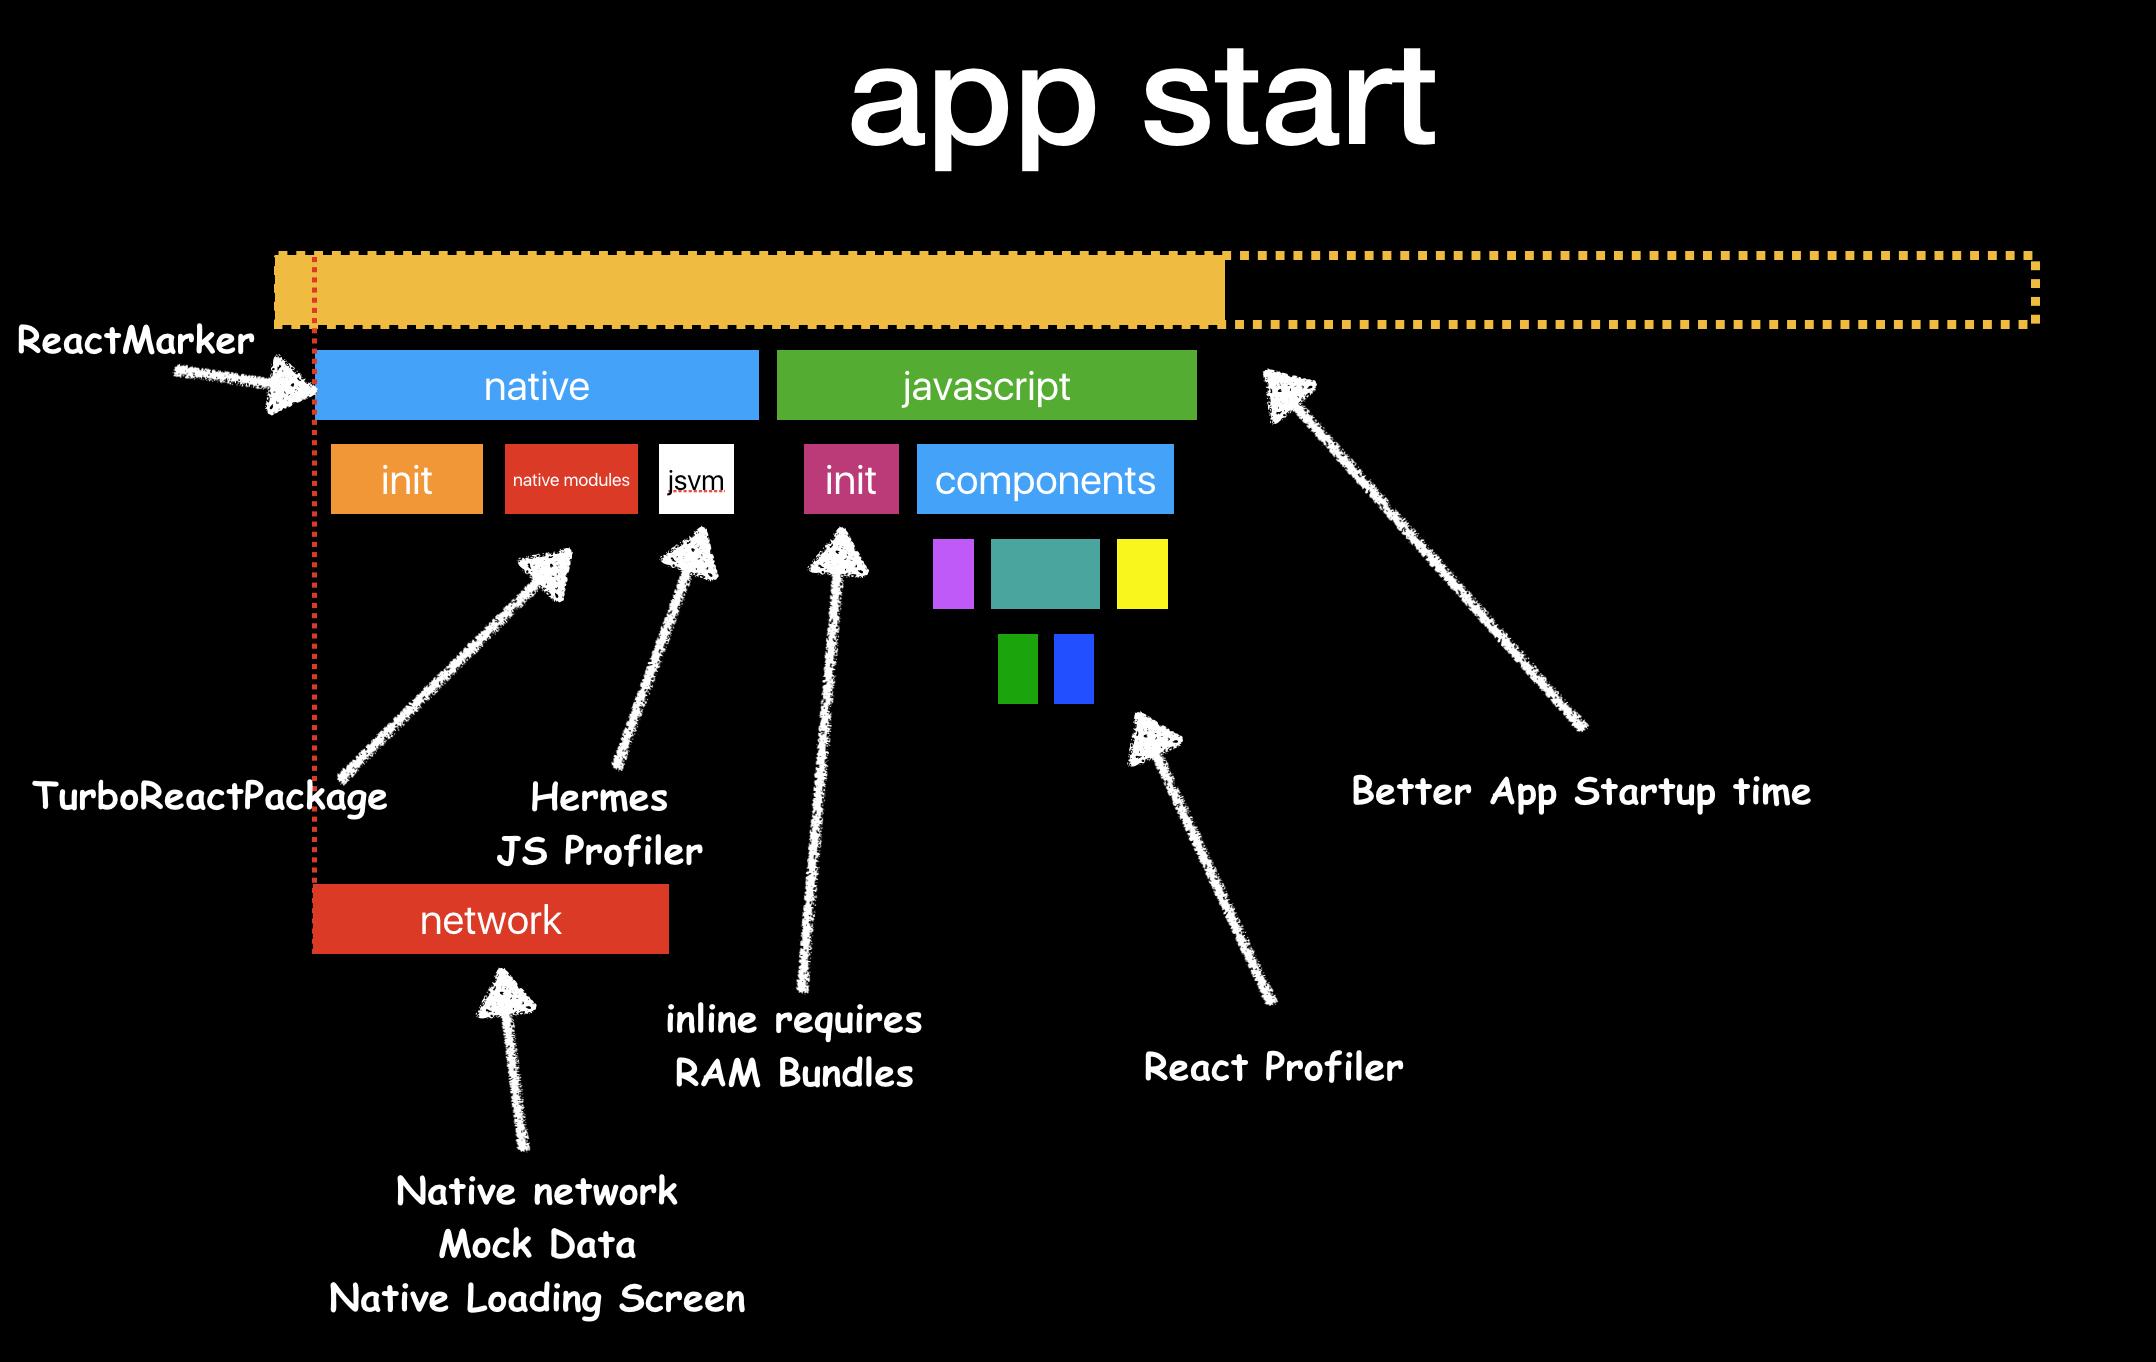 app start
ReactMarker
native
javascript
init
native modules
jsvm
init
components
TurboReactPackage
Hermes
JS Profiler
Better App Startup time
network
inline requires
RAM Bundles
React Profiler
Native network
Mock Data
Native Loading Screen